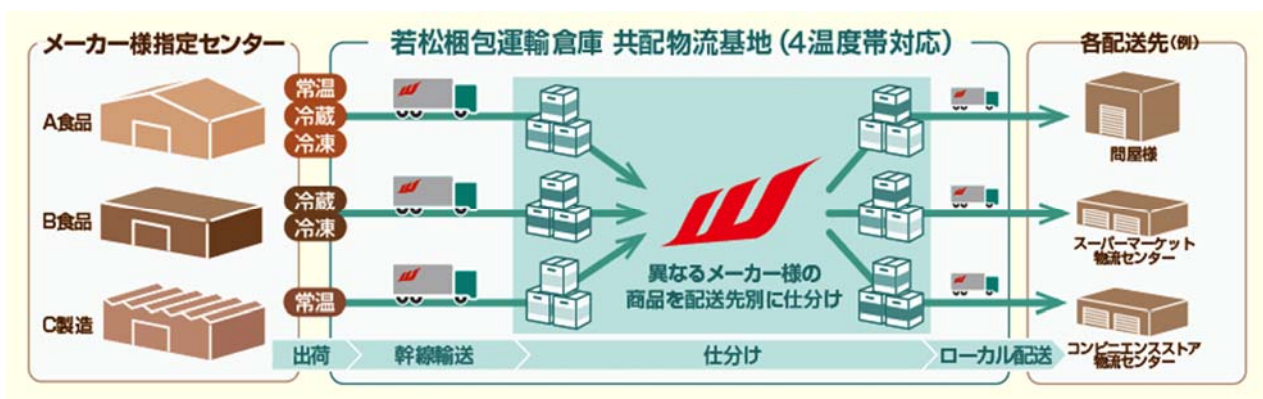 メーカー様指定センター
若松梱包運輸倉庫 共配物流基地(4温度帯対応)
各配送先(例)
A食品
常温
冷蔵
冷凍
B食品
冷蔵
冷凍
C製造
常温
異なるメーカー様の
商品を配送先別に仕分け
問屋様
スーパーマーケット
物流センター
コンビニエンスストア
物流センター
出荷
幹線輸送
仕分け
ローカル配送